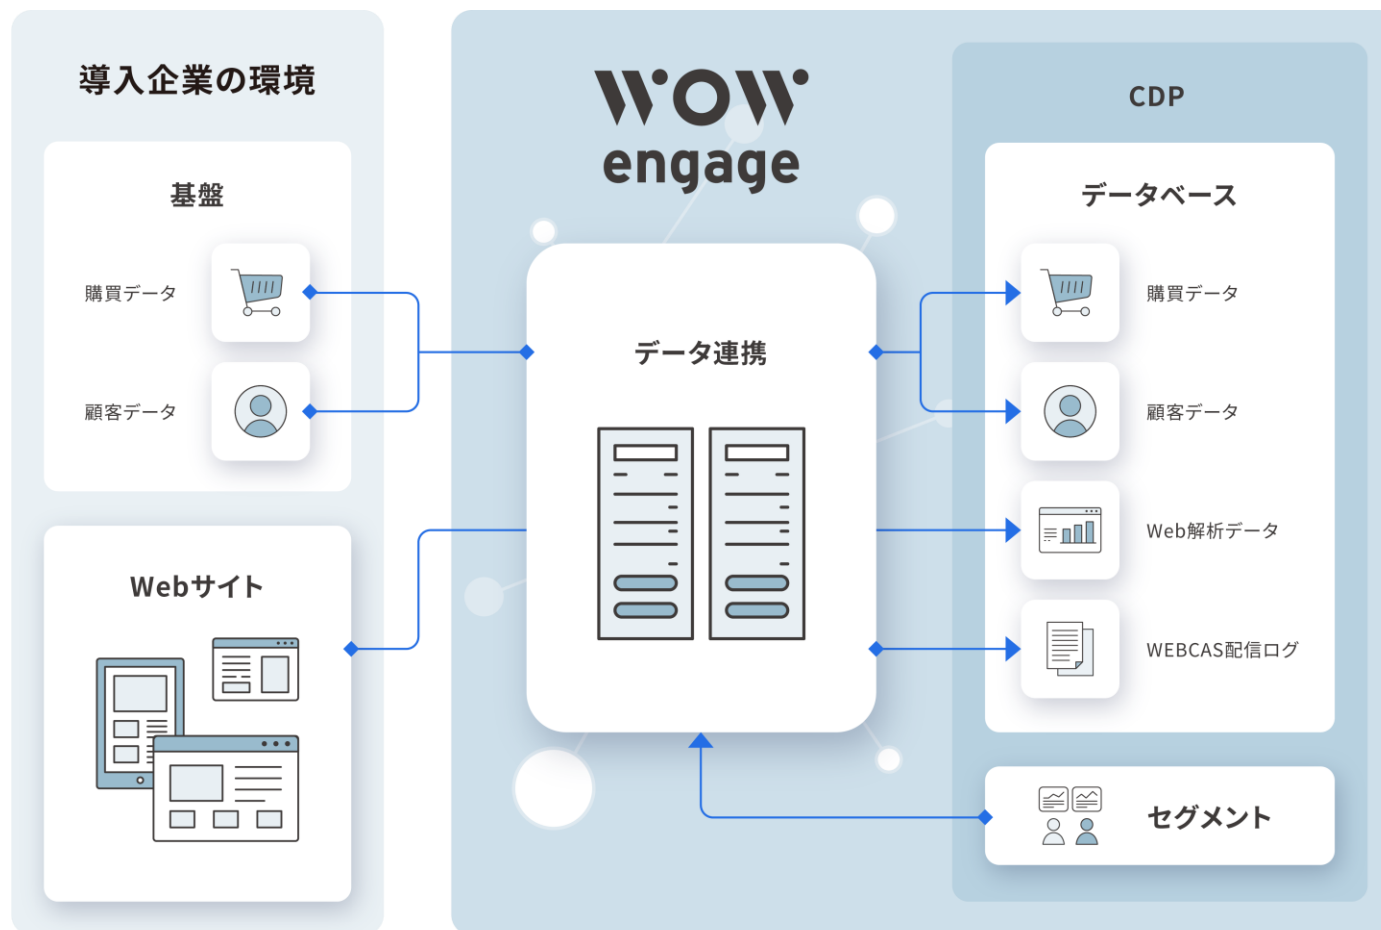 導入企業の環境
基盤
購買データ
顧客データ
Webサイト
WOW
engage
データ連携
CDP
データベース
購買データ
顧客データ
Web解析データ
WEBCAS配信ログ
セグメント